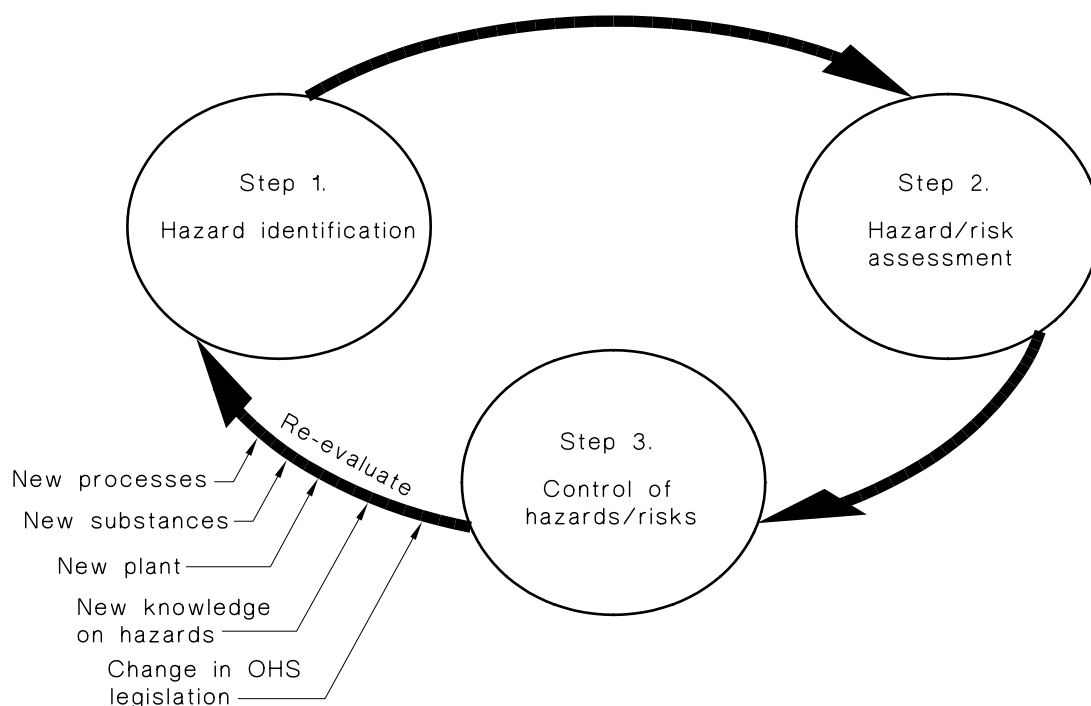 Step 1.
Hazard identification
Step 2.
Hazard/risk
assessment
Step 3.
Control of
hazards/risks
Re-evaluate
New processes
New substances
New plant
New knowledge
on hazards
Change in OHS
legislation